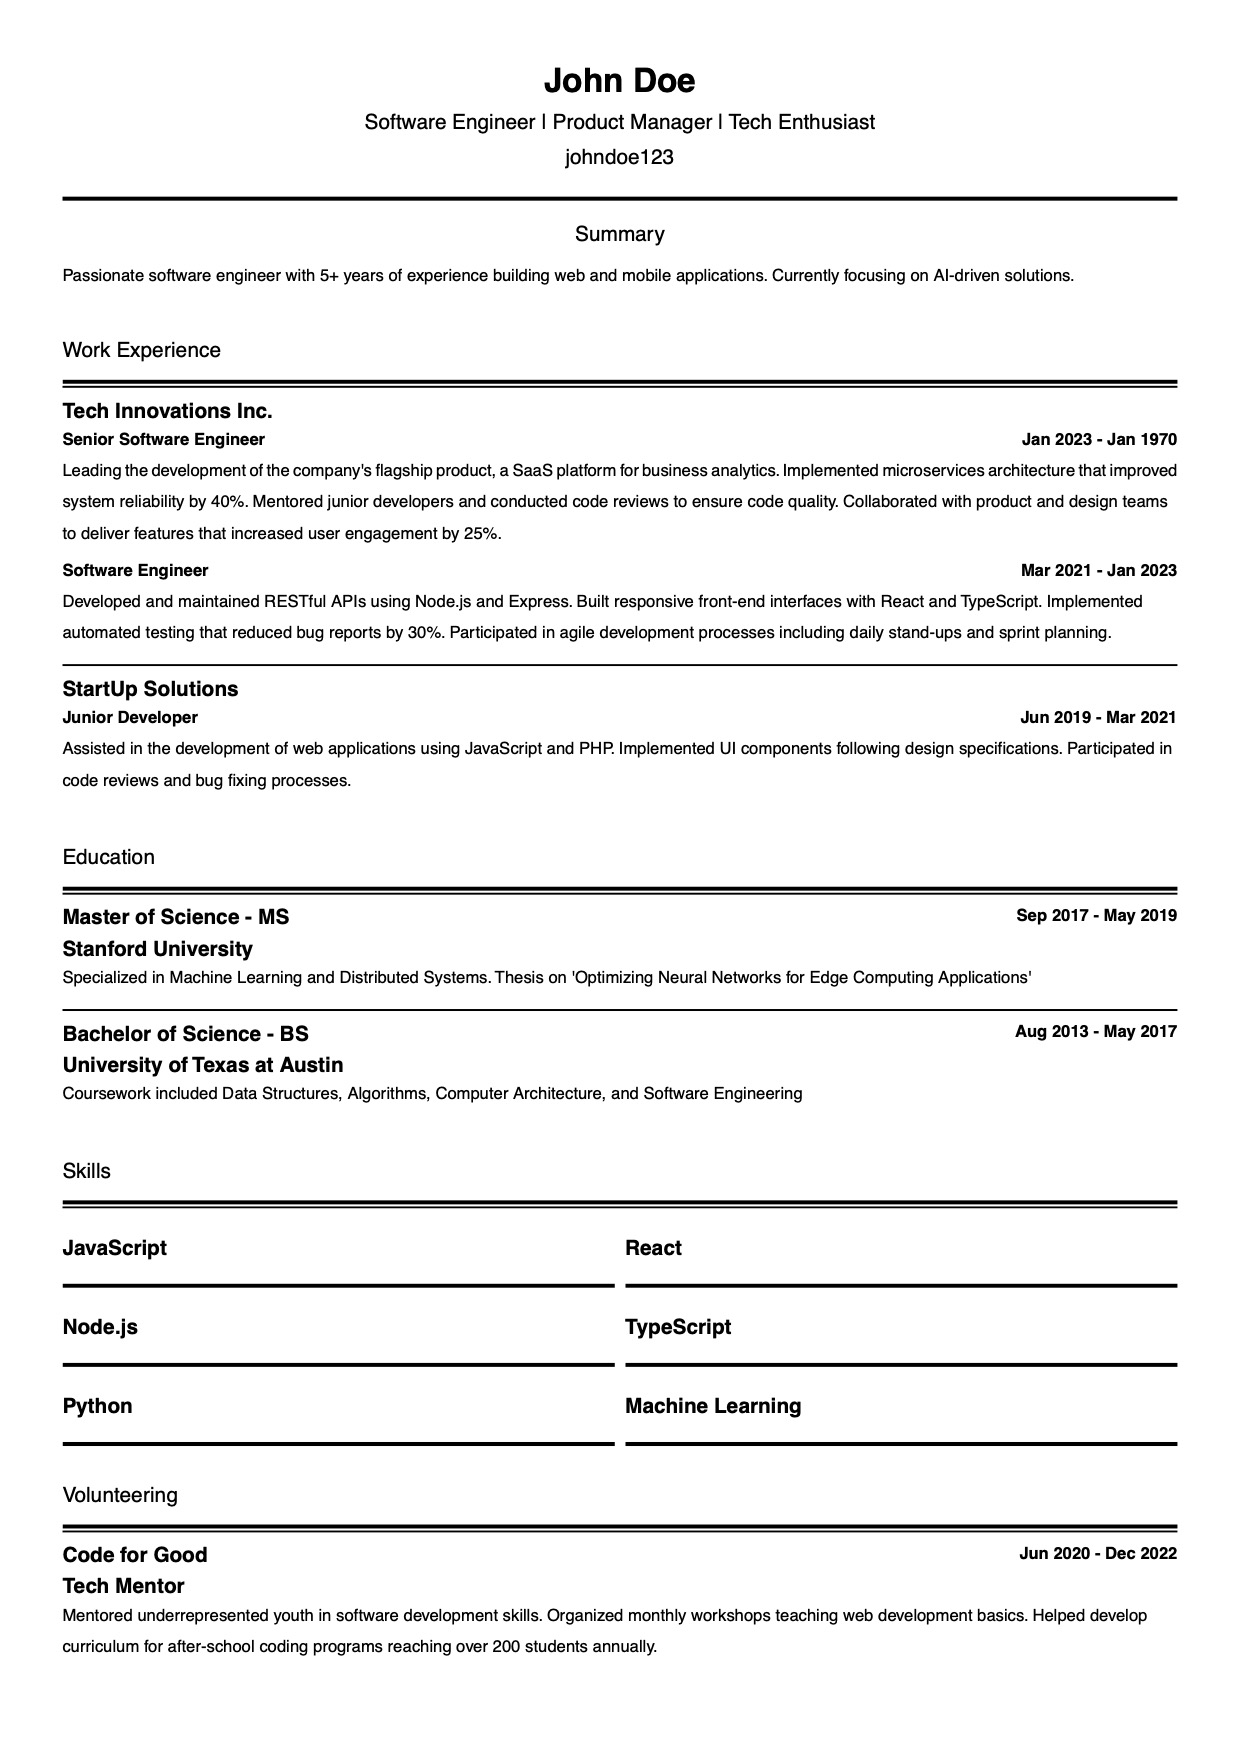 John Doe
Software Engineer | Product Manager | Tech Enthusiast
johndoe123
Summary
Passionate software engineer with 5+ years of experience building web and mobile applications. Currently focusing on AI-driven solutions.
Work Experience
Tech Innovations Inc.
Senior Software Engineer Jan 2023 - Jan 1970
Leading the development of the company's flagship product, a SaaS platform for business analytics. Implemented microservices architecture that improved
system reliability by 40%. Mentored junior developers and conducted code reviews to ensure code quality. Collaborated with product and design teams
to deliver features that increased user engagement by 25%.
Software Engineer Mar 2021 - Jan 2023
Developed and maintained RESTful APIs using Node.js and Express. Built responsive front-end interfaces with React and TypeScript. Implemented
automated testing that reduced bug reports by 30%. Participated in agile development processes including daily stand-ups and sprint planning.
StartUp Solutions
Junior Developer Jun 2019 - Mar 2021
Assisted in the development of web applications using JavaScript and PHP. Implemented UI components following design specifications. Participated in
code reviews and bug fixing processes.
Education
Master of Science - MS Sep 2017 - May 2019
Stanford University
Specialized in Machine Learning and Distributed Systems. Thesis on 'Optimizing Neural Networks for Edge Computing Applications'
Bachelor of Science - BS Aug 2013 - May 2017
University of Texas at Austin
Coursework included Data Structures, Algorithms, Computer Architecture, and Software Engineering
Skills
JavaScript React
Node.js TypeScript
Python Machine Learning
Volunteering
Code for Good Jun 2020 - Dec 2022
Tech Mentor
Mentored underrepresented youth in software development skills. Organized monthly workshops teaching web development basics. Helped develop
curriculum for after-school coding programs reaching over 200 students annually.